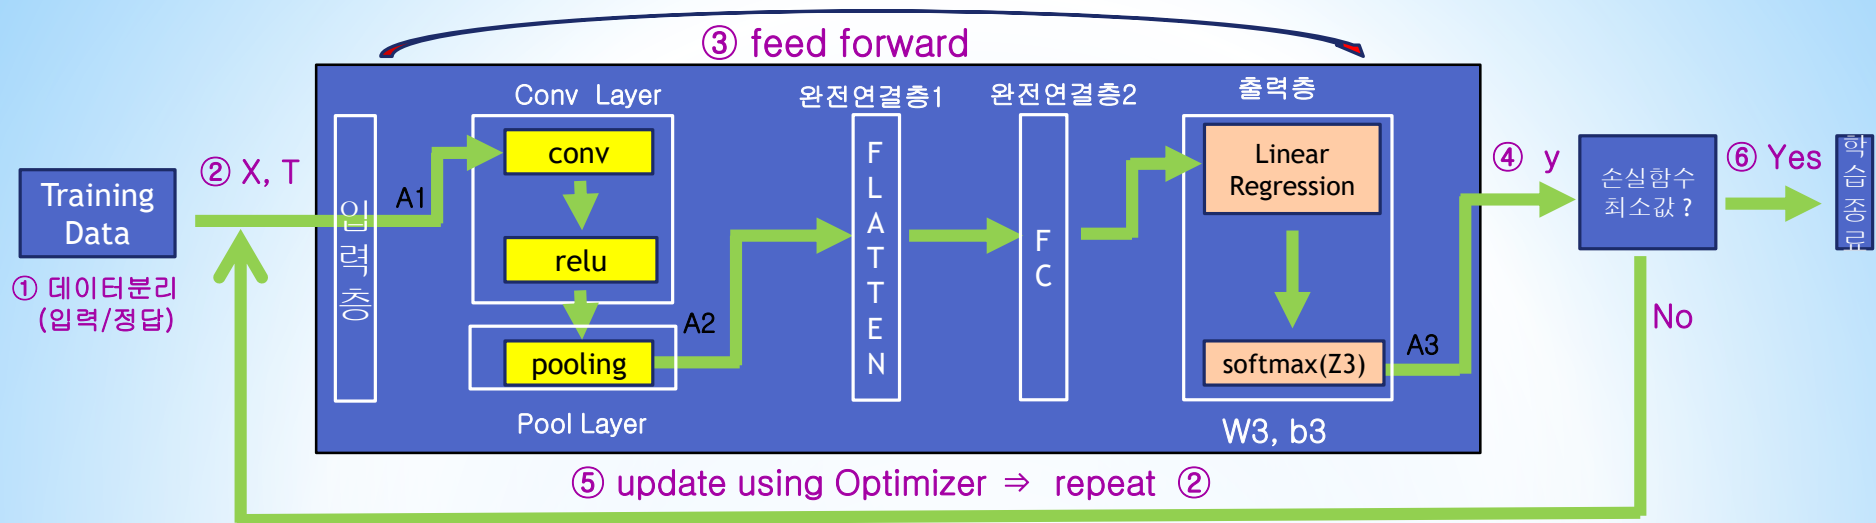 ③ feed forward
Conv Layer
완전연결층1
완전연결층2
출력층
Training
Data
① 데이터분리
(입력/정답)
② X, T
입력층
A1
conv
relu
pooling
Pool Layer
A2
FLATTEN
FC
Linear
Regression
softmax(Z3)
W3, b3
A3
④ y
손실함수
최소값 ?
⑥ Yes
학습종료
No
⑤ update using Optimizer ⇒ repeat ②